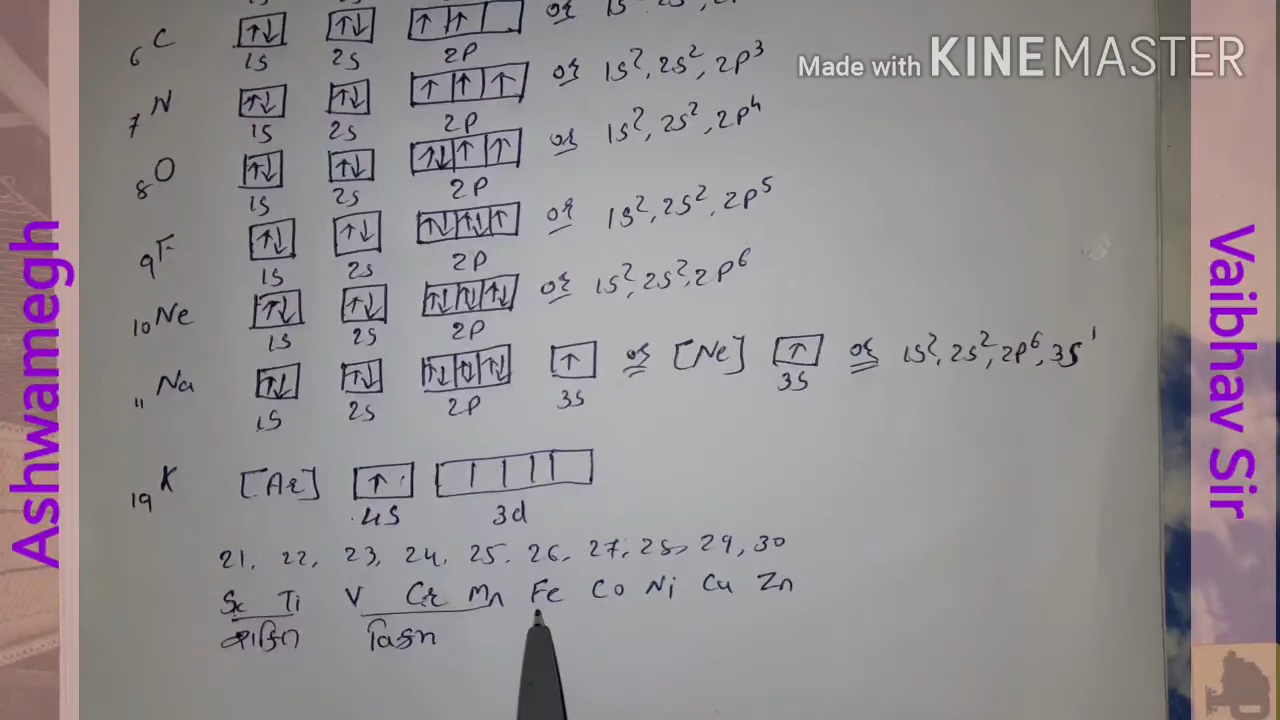 Made with KINEMASTER
Ashwamegh
Vaibhav Sir
6C ↑↓ ↑↓ ↑ ↑ or
1S 2S 2P
7N ↑↓ ↑↓ ↑ ↑ ↑ or 1S², 2S², 2P³
1S 2S 2P
8O ↑↓ ↑↓ ↑↓ ↑ ↑ or 1S², 2S², 2P⁴
1S 2S 2P
9F ↑↓ ↑↓ ↑↓ ↑↓ ↑ or 1S², 2S², 2P⁵
1S 2S 2P
10Ne ↑↓ ↑↓ ↑↓ ↑↓ ↑↓ or 1S², 2S², 2P⁶
1S 2S 2P
11Na ↑↓ ↑↓ ↑↓ ↑↓ ↑↓ ↑ or [Ne] ↑ or 1S², 2S², 2P⁶, 3S¹
1S 2S 2P 3S 3S
19K [Ar] ↑
4S 3d
21, 22, 23, 24, 25. 26, 27, 28, 29, 30
Sc Ti V Cr Mn Fe Co Ni Cu Zn